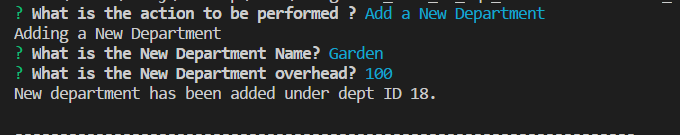 ? What is the action to be performed ? Add a New Department
Adding a New Department
? What is the New Department Name? Garden
? What is the New Department overhead? 100
New department has been added under dept ID 18.